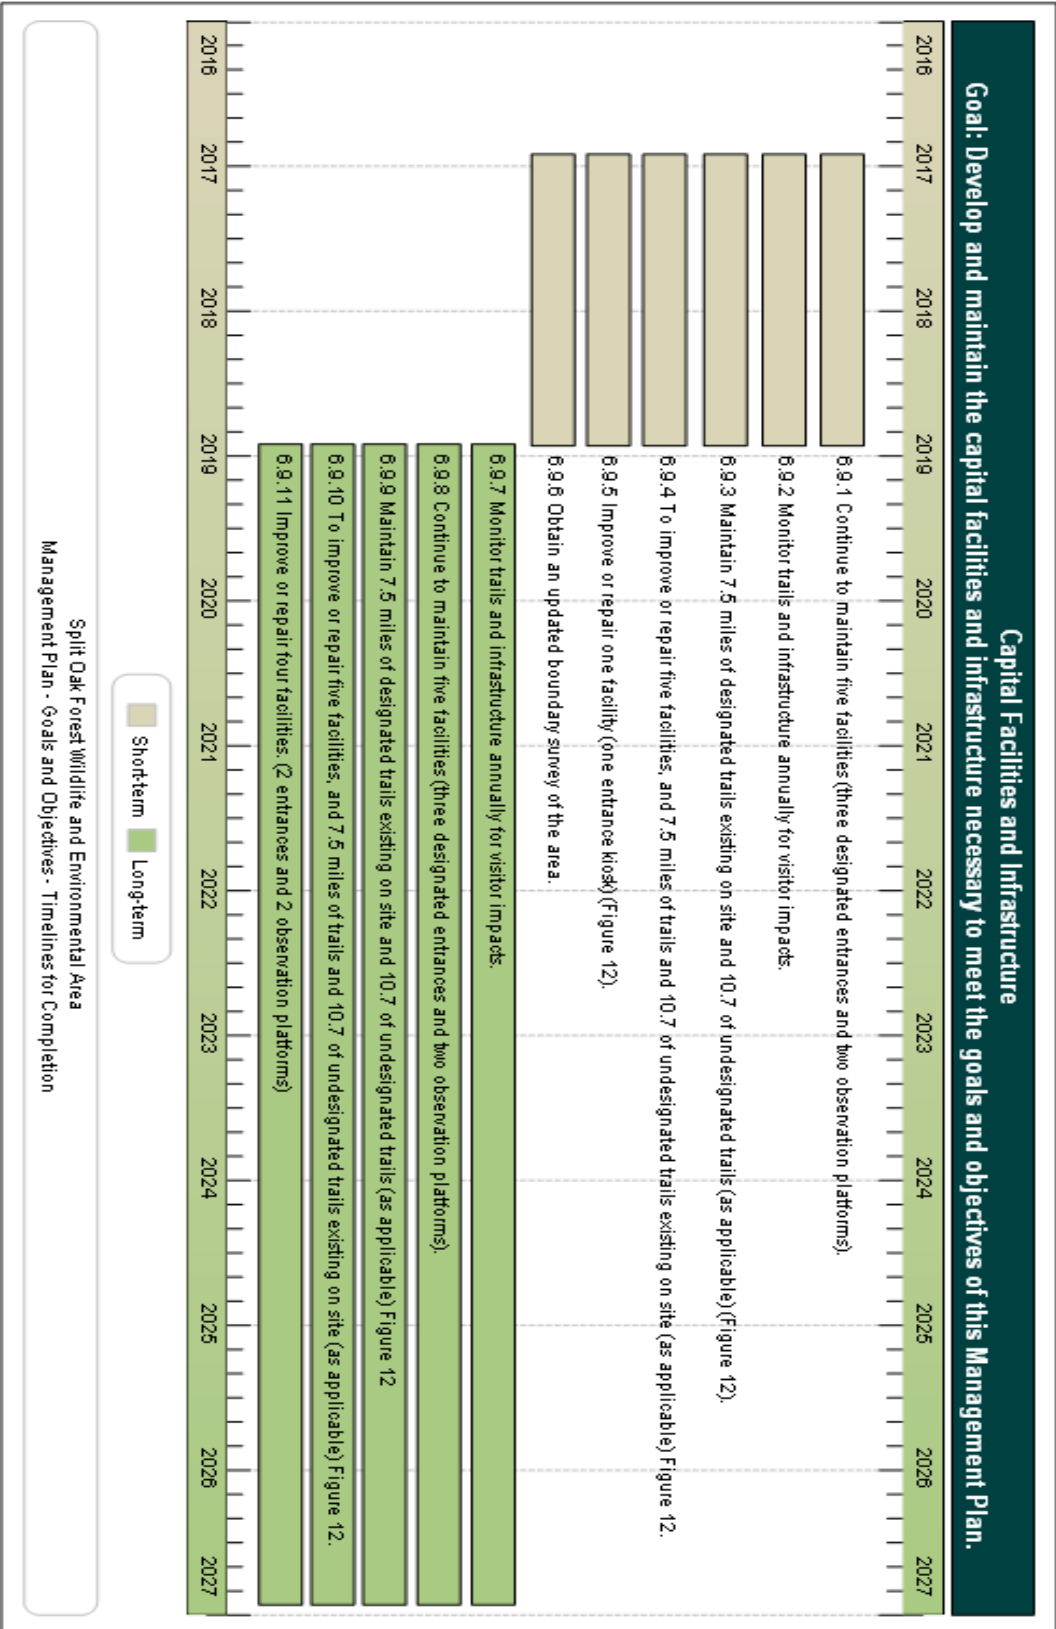 Capital Facilities and Infrastructure
Goal: Develop and maintain the capital facilities and infrastructure necessary to meet the goals and objectives of this Management Plan.
2016 2017 2018 2019 2020 2021 2022 2023 2024 2025 2026 2027
6.9.1 Continue to maintain five facilities (three designated entrances and two observation platforms).
6.9.2 Monitor trails and infrastructure annually for visitor impacts.
6.9.3 Maintain 7.5 miles of designated trails existing on site and 10.7 of undesignated trails (as applicable) (Figure 12).
6.9.4 To improve or repair five facilities, and 7.5 miles of trails and 10.7 of undesignated trails existing on site (as applicable) Figure 12.
6.9.5 Improve or repair one facility (one entrance kiosk) (Figure 12).
6.9.6 Obtain an updated boundary survey of the area.
6.9.7 Monitor trails and infrastructure annually for visitor impacts.
6.9.8 Continue to maintain five facilities (three designated entrances and two observation platforms).
6.9.9 Maintain 7.5 miles of designated trails existing on site and 10.7 of undesignated trails (as applicable) Figure 12
6.9.10 To improve or repair five facilities, and 7.5 miles of trails and 10.7 of undesignated trails existing on site (as applicable) Figure 12.
6.9.11 Improve or repair four facilities. (2 entrances and 2 observation platforms)
2016 2017 2018 2019 2020 2021 2022 2023 2024 2025 2026 2027
Short-term Long-term
Split Oak Forest Wildlife and Environmental Area
Management Plan - Goals and Objectives - Timelines for Completion